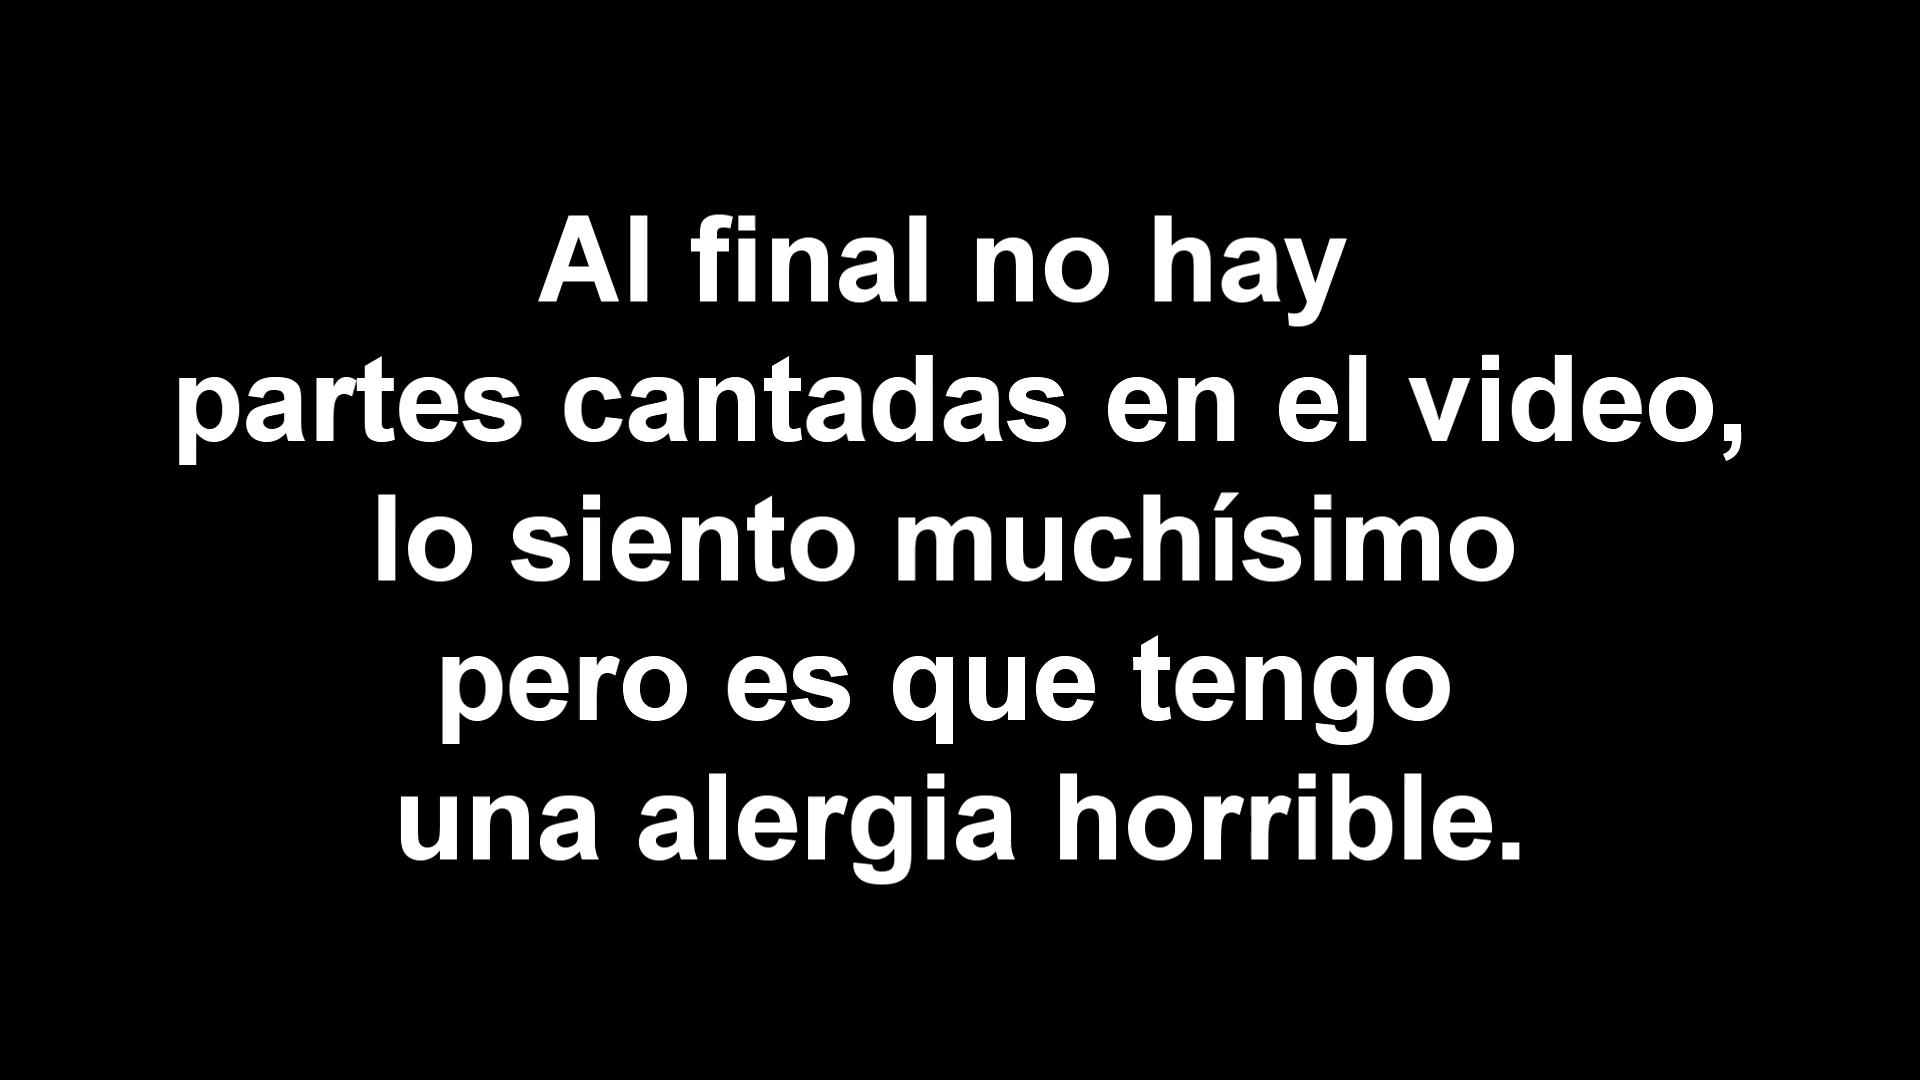 Al final no hay
partes cantadas en el video,
lo siento muchísimo
pero es que tengo
una alergia horrible.